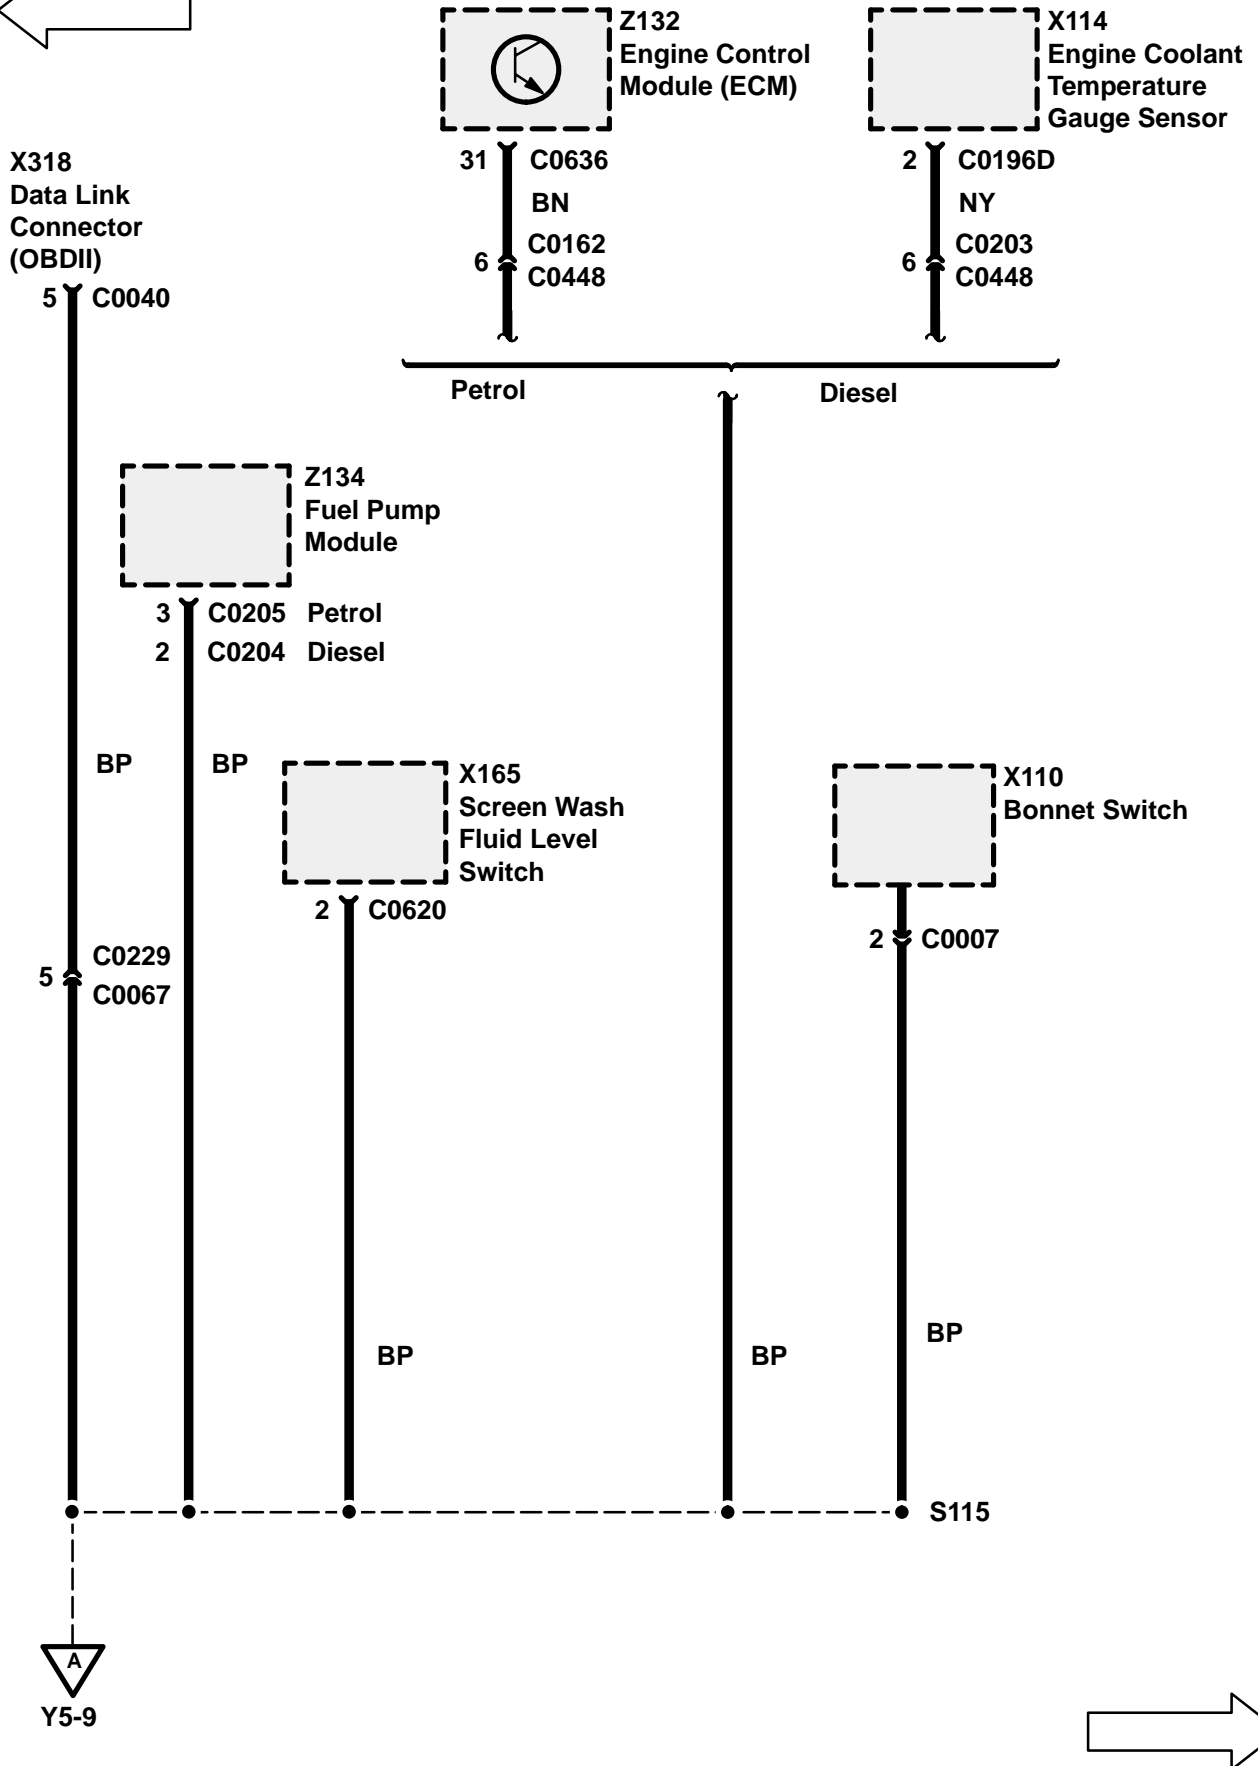 Z132
Engine Control
Module (ECM)
X114
Engine Coolant
Temperature
Gauge Sensor
31 C0636
BN
6 C0162
C0448
2 C0196D
NY
6 C0203
C0448
X318
Data Link
Connector
(OBDII)
5 C0040
Petrol
Diesel
Z134
Fuel Pump
Module
3 C0205 Petrol
2 C0204 Diesel
BP
BP
X165
Screen Wash
Fluid Level
Switch
2 C0620
X110
Bonnet Switch
2 C0007
5 C0229
C0067
BP
BP
BP
S115
A
Y5-9